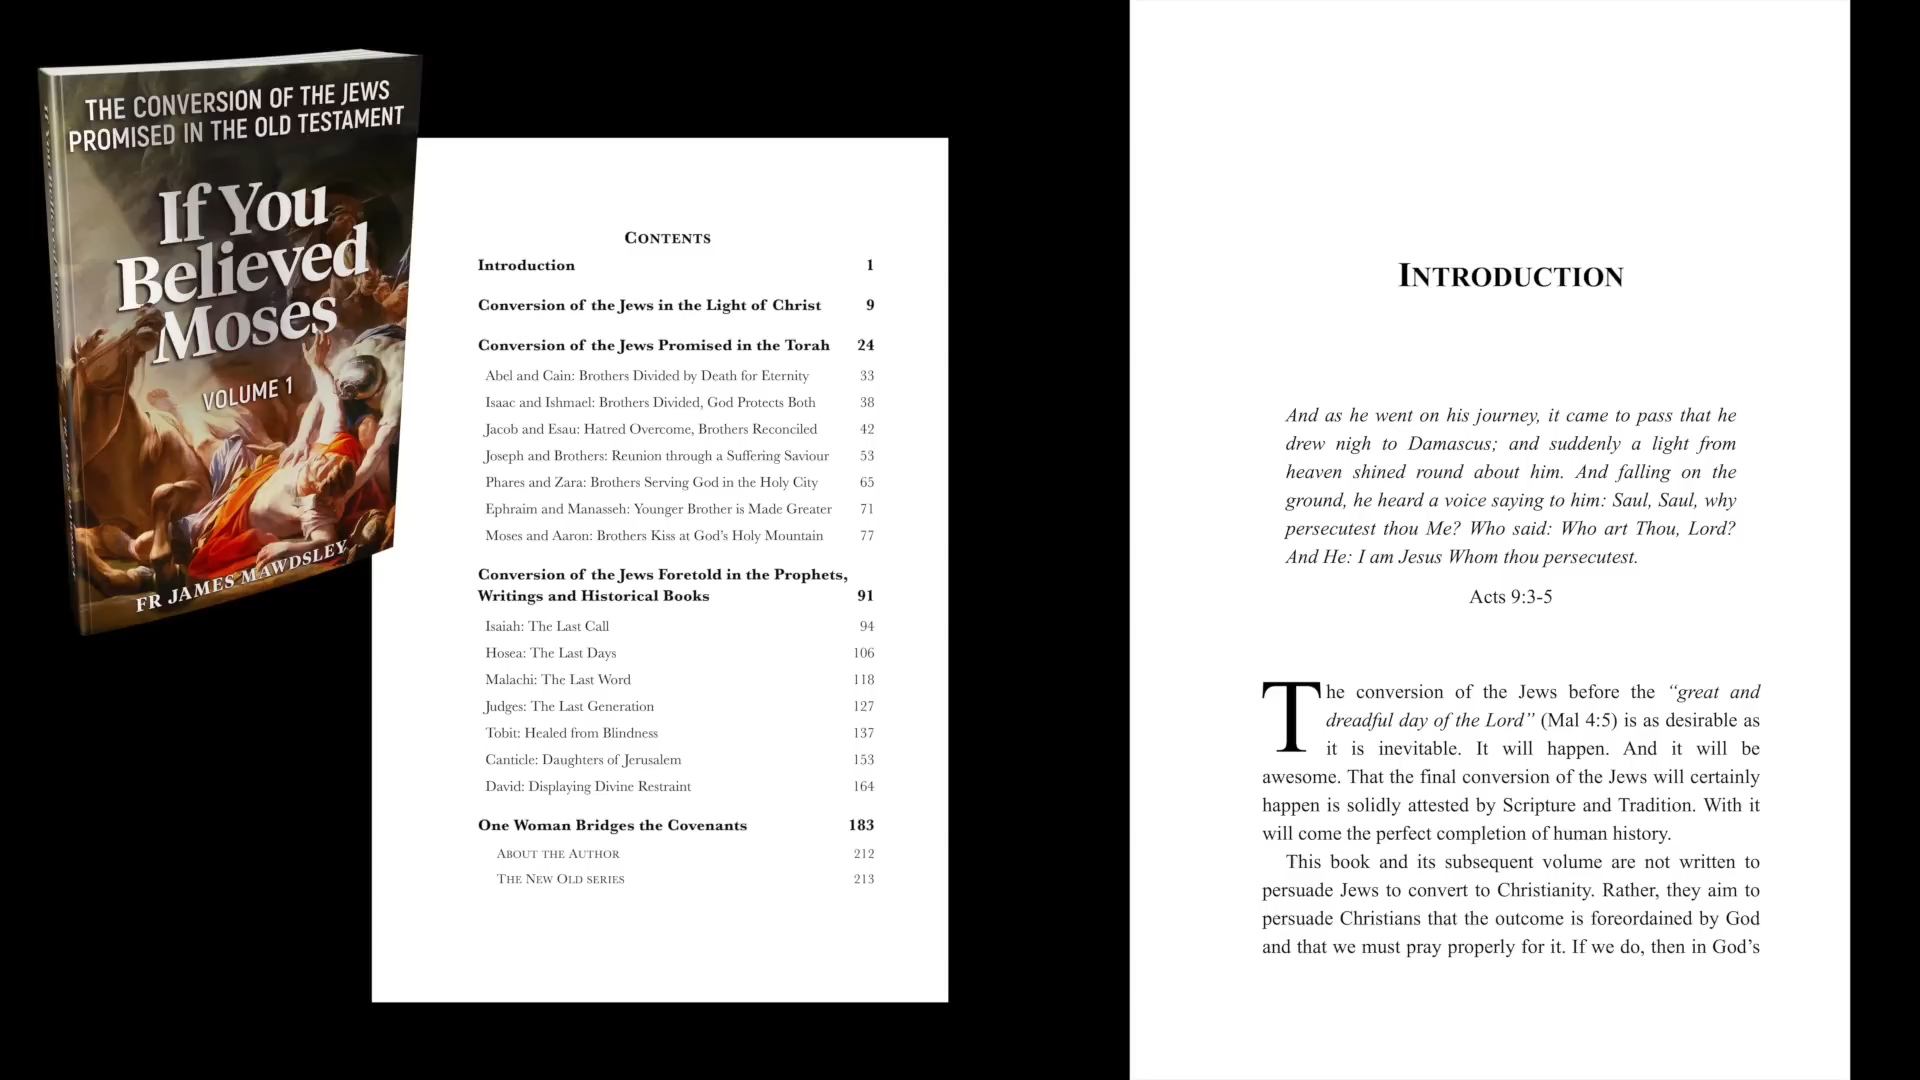 THE CONVERSION OF THE JEWS
PROMISED IN THE OLD TESTAMENT
If You
Believed
Moses
VOLUME 1
FR JAMES MAWDSLEY
CONTENTS
Introduction 1
Conversion of the Jews in the Light of Christ 9
Conversion of the Jews Promised in the Torah 24
Abel and Cain: Brothers Divided by Death for Eternity 33
Isaac and Ishmael: Brothers Divided, God Protects Both 38
Jacob and Esau: Hatred Overcome, Brothers Reconciled 42
Joseph and Brothers: Reunion through a Suffering Saviour 53
Phares and Zara: Brothers Serving God in the Holy City 65
Ephraim and Manasseh: Younger Brother is Made Greater 71
Moses and Aaron: Brothers Kiss at God’s Holy Mountain 77
Conversion of the Jews Foretold in the Prophets,
Writings and Historical Books 91
Isaiah: The Last Call 94
Hosea: The Last Days 106
Malachi: The Last Word 118
Judges: The Last Generation 127
Tobit: Healed from Blindness 137
Canticle: Daughters of Jerusalem 153
David: Displaying Divine Restraint 164
One Woman Bridges the Covenants 183
ABOUT THE AUTHOR 212
THE NEW OLD SERIES 213
INTRODUCTION
And as he went on his journey, it came to pass that he
drew nigh to Damascus; and suddenly a light from
heaven shined round about him. And falling on the
ground, he heard a voice saying to him: Saul, Saul, why
persecutest thou Me? Who said: Who art Thou, Lord?
And He: I am Jesus Whom thou persecutest.
Acts 9:3-5
The conversion of the Jews before the “great and
dreadful day of the Lord” (Mal 4:5) is as desirable as
it is inevitable. It will happen. And it will be
awesome. That the final conversion of the Jews will certainly
happen is solidly attested by Scripture and Tradition. With it
will come the perfect completion of human history.
This book and its subsequent volume are not written to
persuade Jews to convert to Christianity. Rather, they aim to
persuade Christians that the outcome is foreordained by God
and that we must pray properly for it. If we do, then in God’s